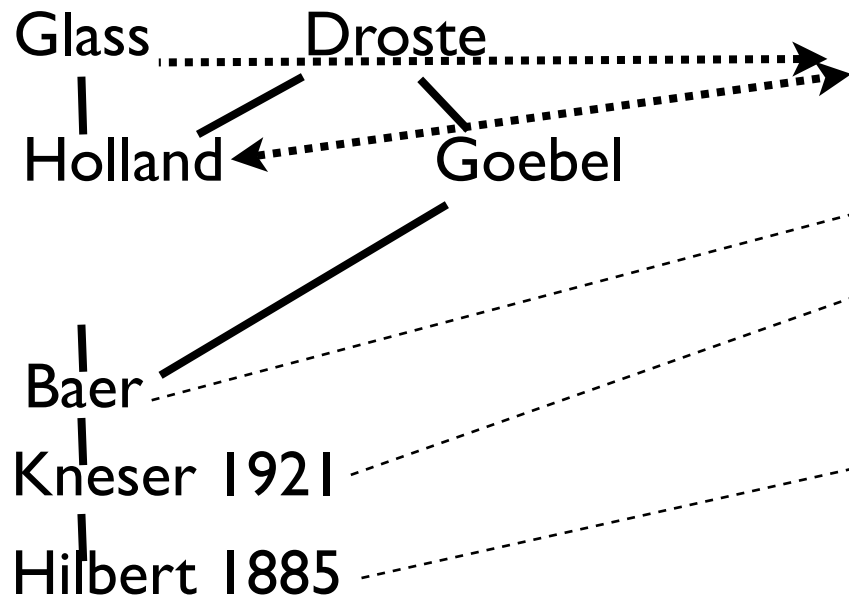 Glass Droste
Holland Goebel
Baer
Kneser 1921
Hilbert 1885